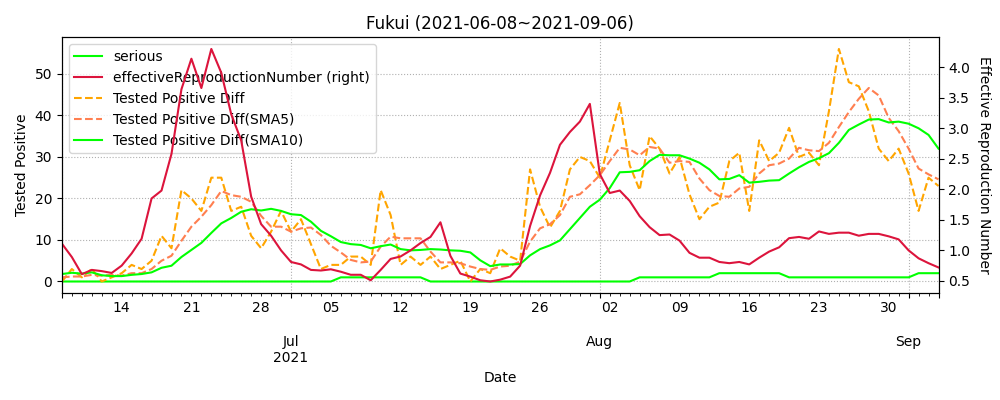 Fukui (2021-06-08~2021-09-06)
serious
effectiveReproductionNumber (right)
Tested Positive Diff
Tested Positive Diff(SMA5)
Tested Positive Diff(SMA10)
Tested Positive
50
40
30
20
10
0
4.0
3.5
3.0
2.5
2.0
1.5
1.0
0.5
Effective Reproduction Number
14 21 28 05 12 19 26 02 09 16 23 30
Jul Aug Sep
2021
Date